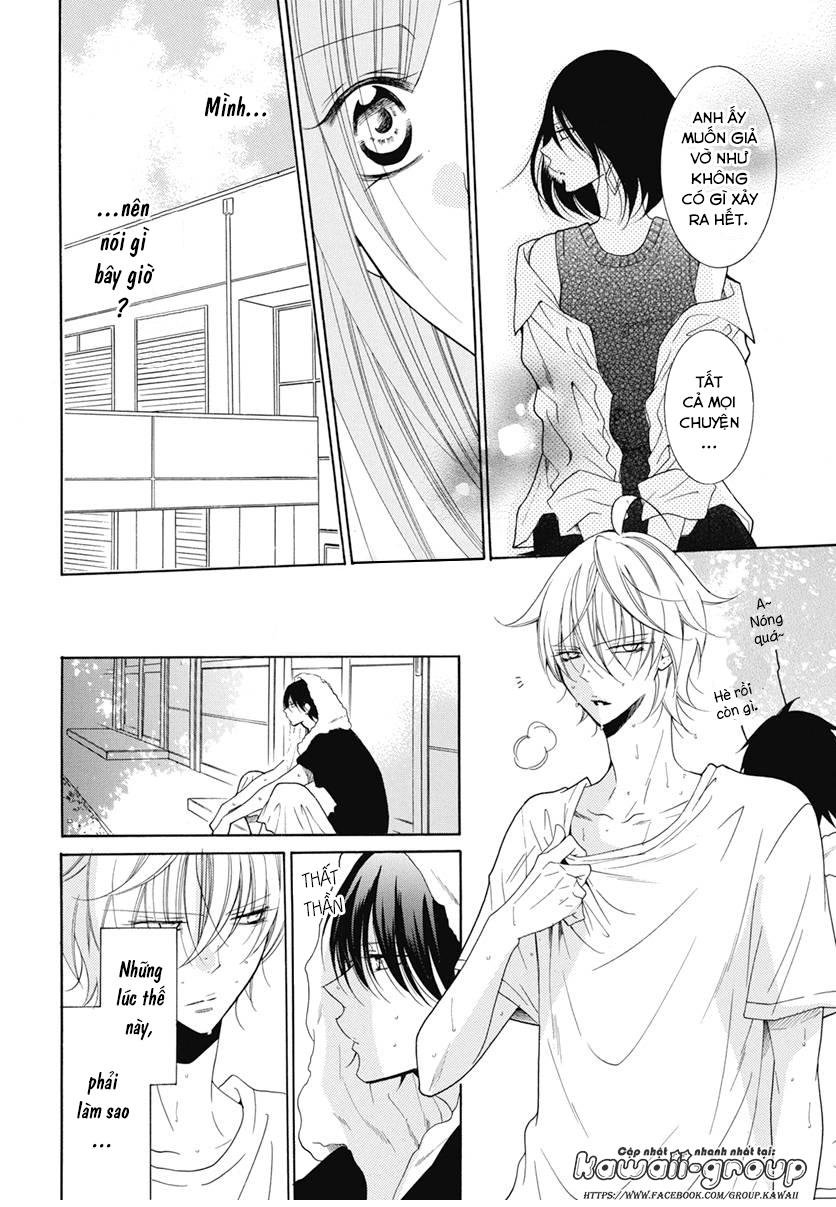 ANH ẤY
MUỐN GIẢ
VỜ NHƯ
KHÔNG
CÓ GÌ XẢY
RA HẾT.
TẤT
CẢ MỌI
CHUYỆN
...
Mình...
...nên
nói gì
bây giờ
?
A~
Nóng
quá~
Hè rồi
còn gì.
THẤT
THẦN
Những
lúc thế
này,
phải
làm sao
...
Cập nhật nhanh nhất tại:
kawaii-group
HTTPS://WWW.FACEBOOK.COM/GROUP.KAWAII